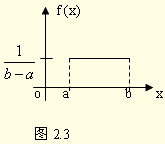 f(x)
1
b-a
o a b x
图 2.3